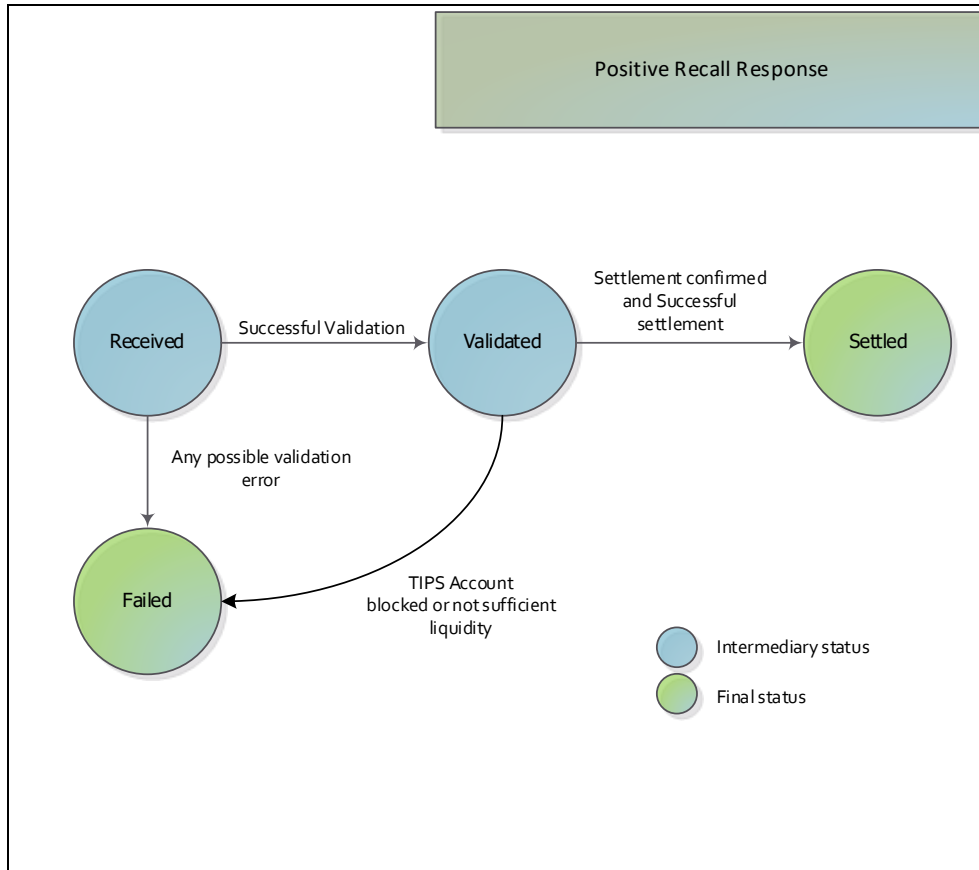 Positive Recall Response
Settlement confirmed
and Successful
settlement
Received
Successful Validation
Validated
Settled
Any possible validation
error
Failed
TIPS Account
blocked or not sufficient
liquidity
Intermediary status
Final status